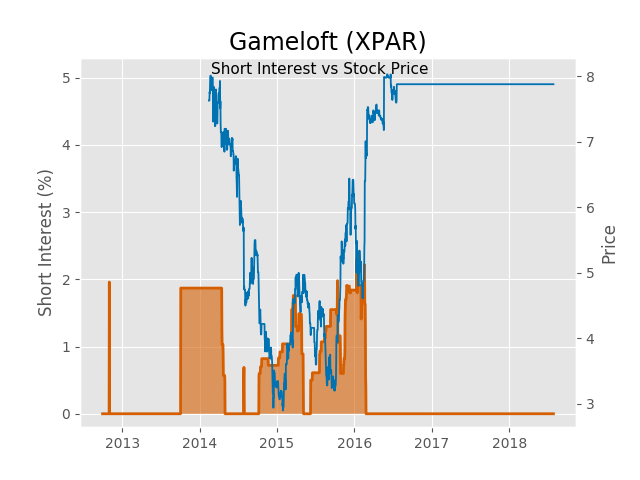 Gameloft (XPAR)
Short Interest vs Stock Price
Short Interest (%)
5
4
3
2
1
0
8
7
6
5
4
3
Price
2013 2014 2015 2016 2017 2018